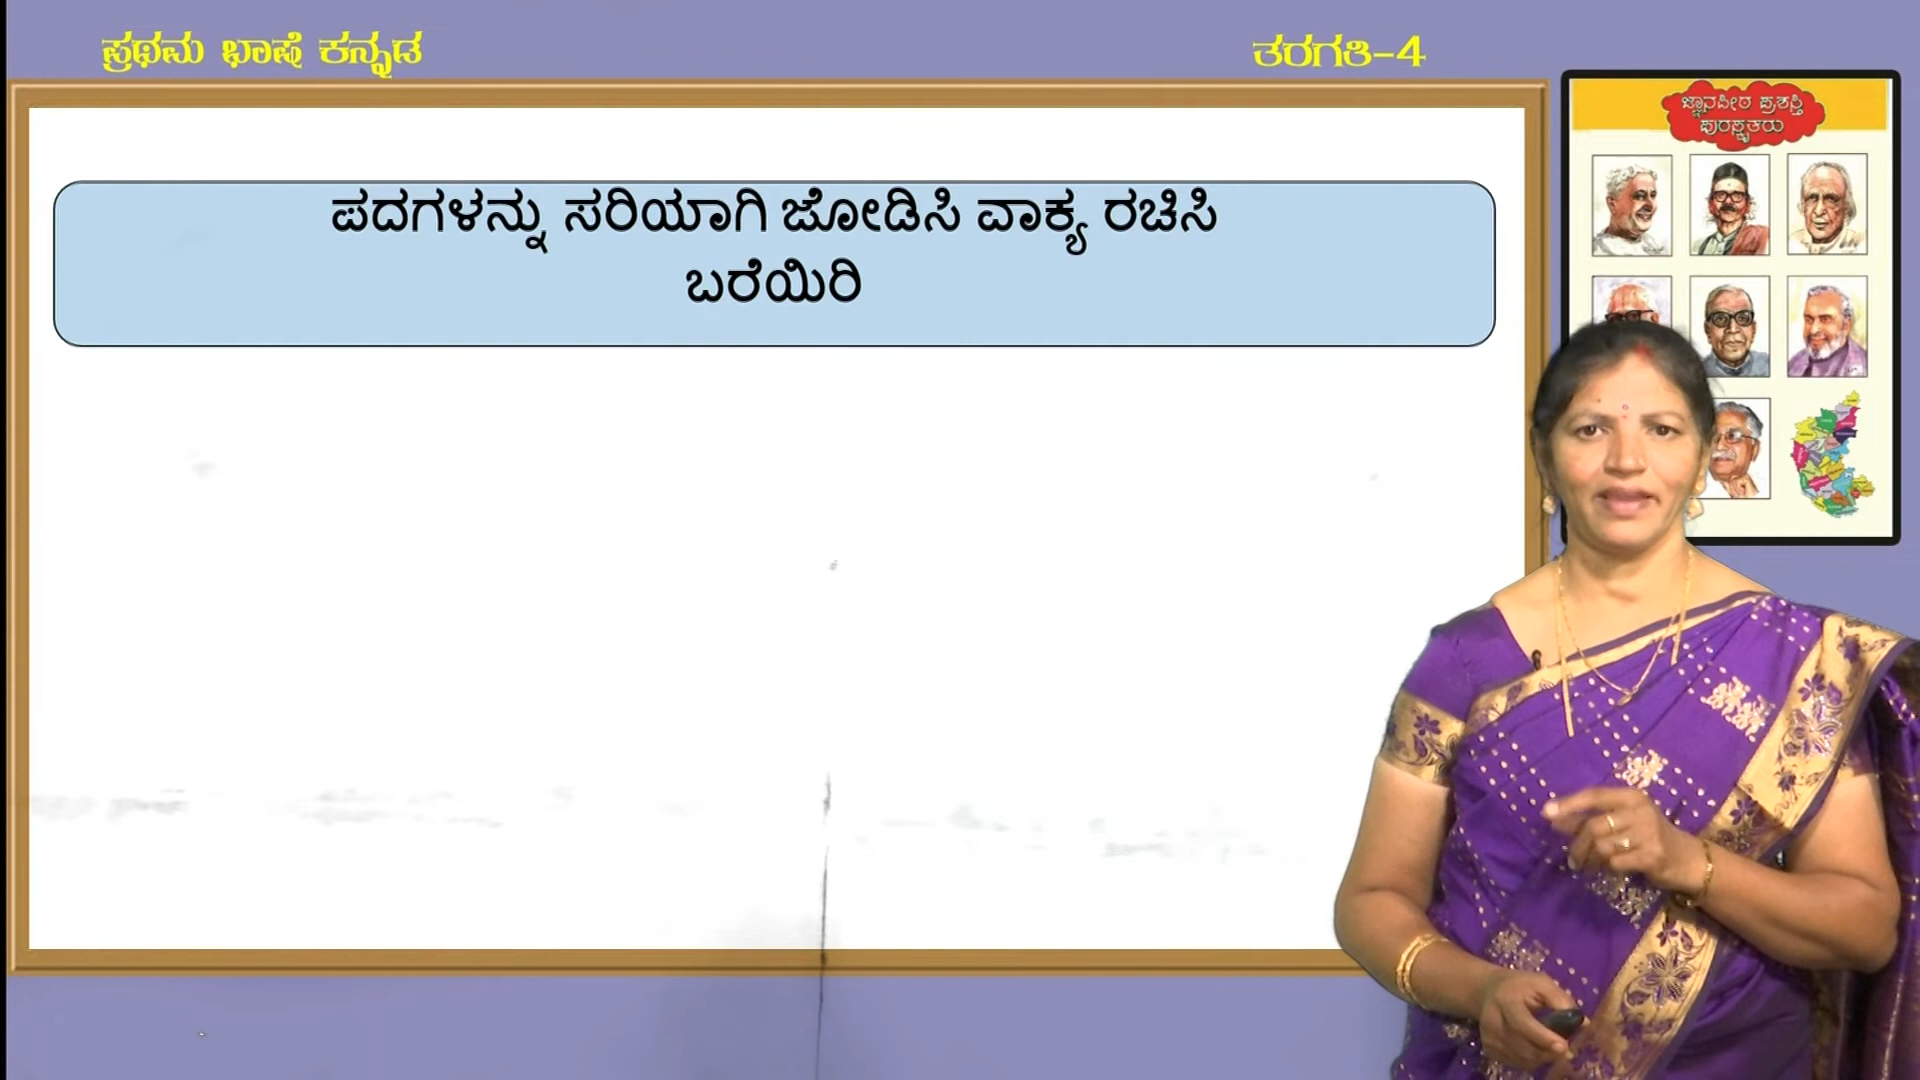 ಪ್ರಥಮ ಭಾಷೆ ಕನ್ನಡ
ತರಗತಿ-4
ಜ್ಞಾನಪೀಠ ಪ್ರಶಸ್ತಿ
ಪುರಸ್ಕೃತರು
ಪದಗಳನ್ನು ಸರಿಯಾಗಿ ಜೋಡಿಸಿ ವಾಕ್ಯ ರಚಿಸಿ
ಬರೆಯಿರಿ